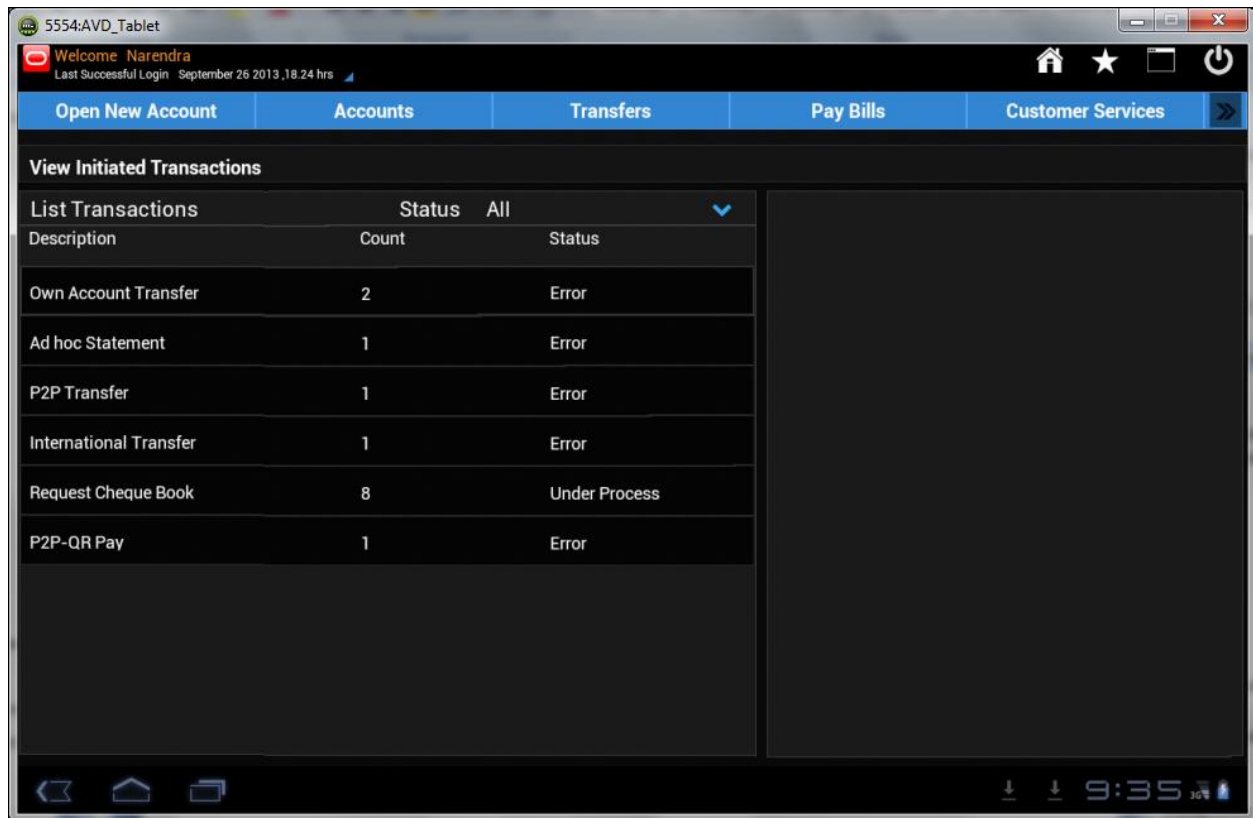 5554:AVD_Tablet
Welcome Narendra
Last Successful Login September 26 2013 ,18.24 hrs
Open New Account Accounts Transfers Pay Bills Customer Services
View Initiated Transactions
List Transactions Status All
Description Count Status
Own Account Transfer 2 Error
Ad hoc Statement 1 Error
P2P Transfer 1 Error
International Transfer 1 Error
Request Cheque Book 8 Under Process
P2P-QR Pay 1 Error
9:35 3G